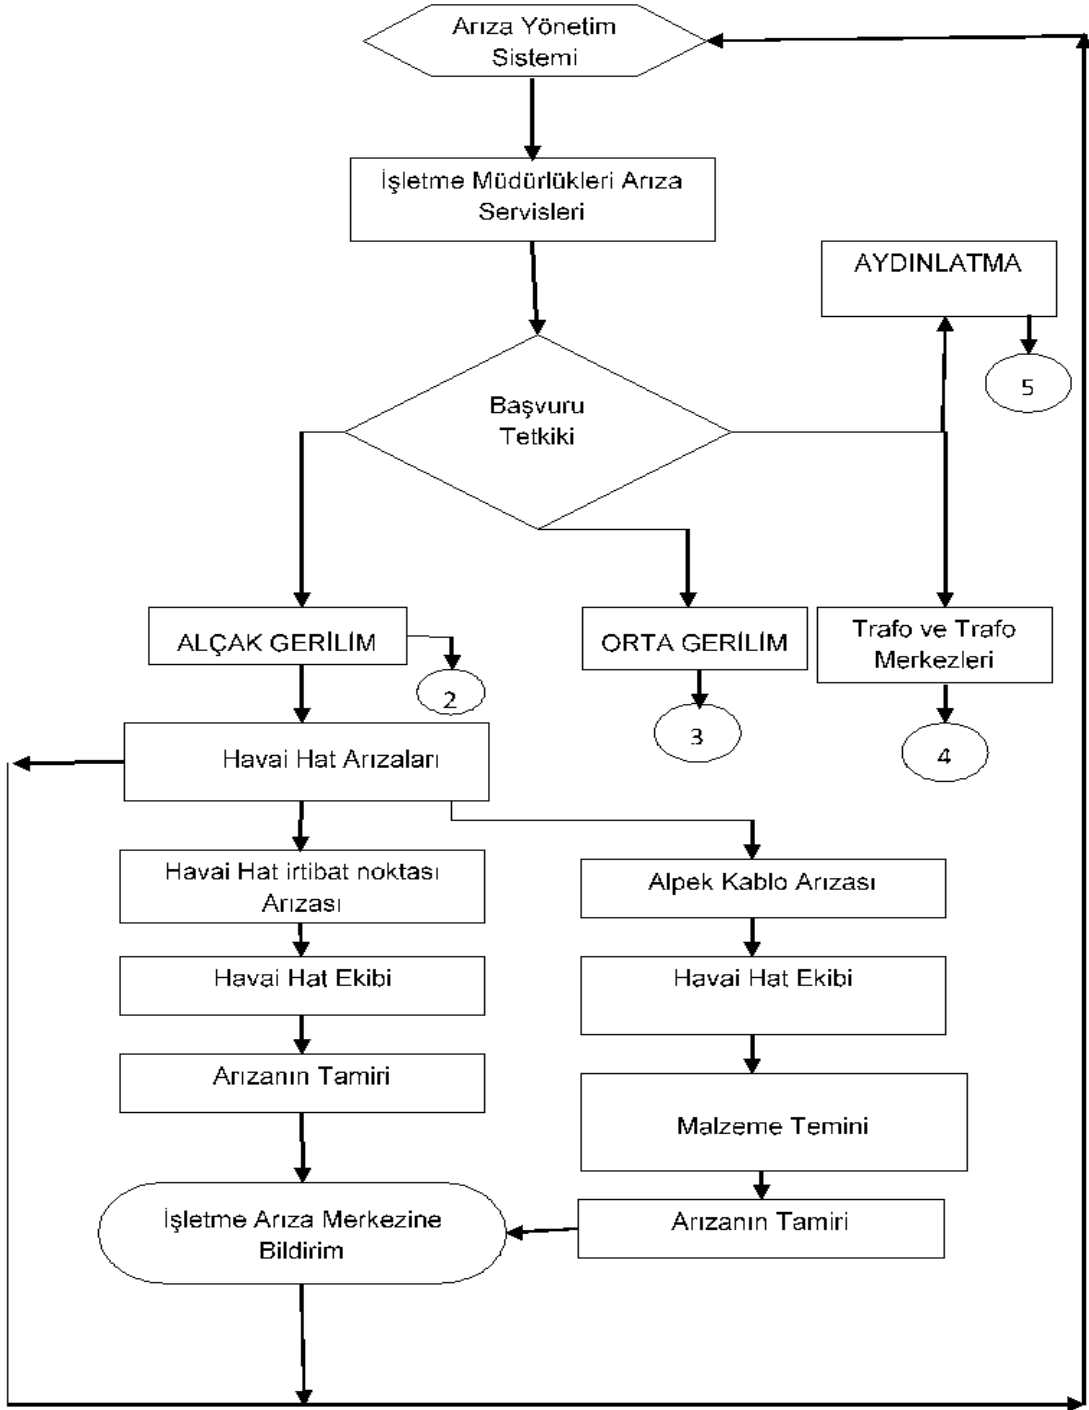 Arıza Yönetim
Sistemi
İşletme Müdürlükleri Arıza
Servisleri
AYDINLATMA
5
Başvuru
Tetkiki
ALÇAK GERİLİM
2
ORTA GERİLİM
3
Trafo ve Trafo
Merkezleri
4
Havai Hat Arızaları
Havai Hat irtibat noktası
Arızası
Alpek Kablo Arızası
Havai Hat Ekibi
Havai Hat Ekibi
Arızanın Tamiri
Malzeme Temini
İşletme Arıza Merkezine
Bildirim
Arızanın Tamiri